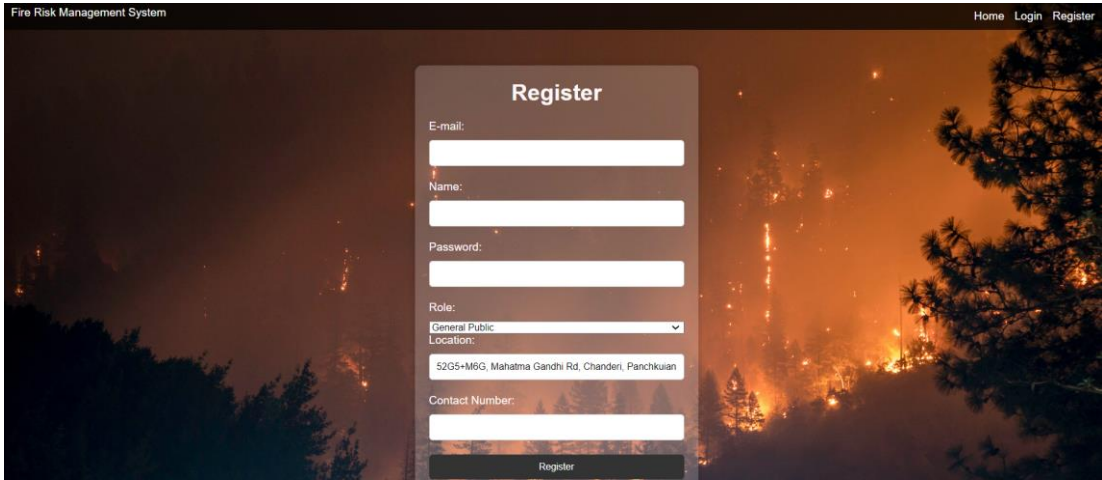 Fire Risk Management System
Home Login Register
Register
E-mail:
Name:
Password:
Role:
General Public
Location:
52G5+M6G, Mahatma Gandhi Rd, Chanderi, Panchkuian
Contact Number:
Register